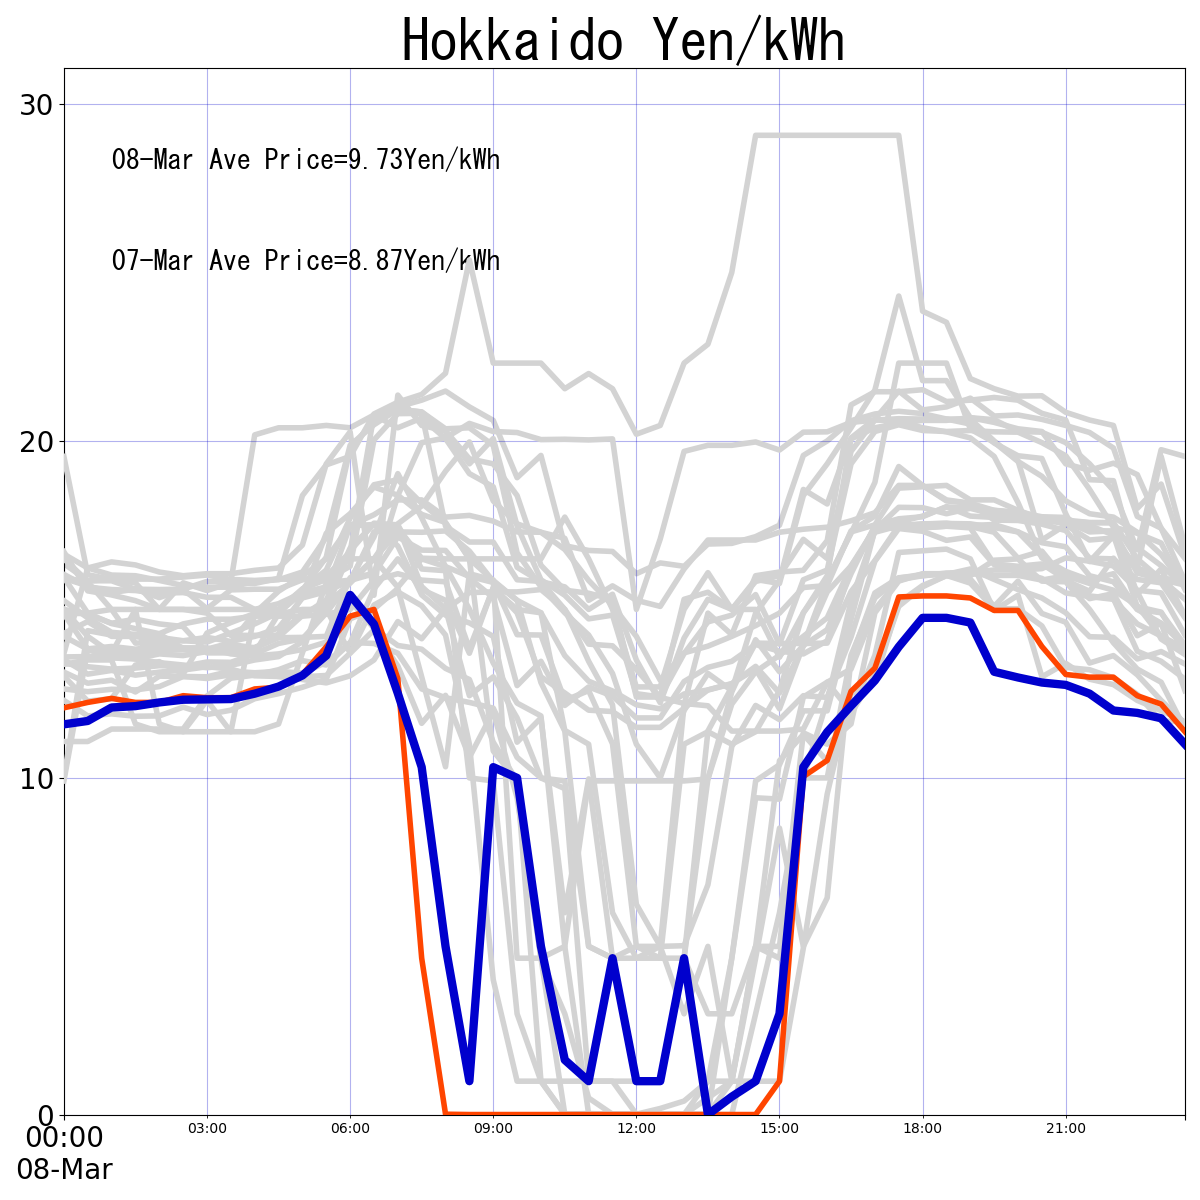 Hokkaido Yen/kWh
30
08-Mar Ave Price=9.73Yen/kWh
07-Mar Ave Price=8.87Yen/kWh
20
10
0
00:00 03:00 06:00 09:00 12:00 15:00 18:00 21:00
08-Mar